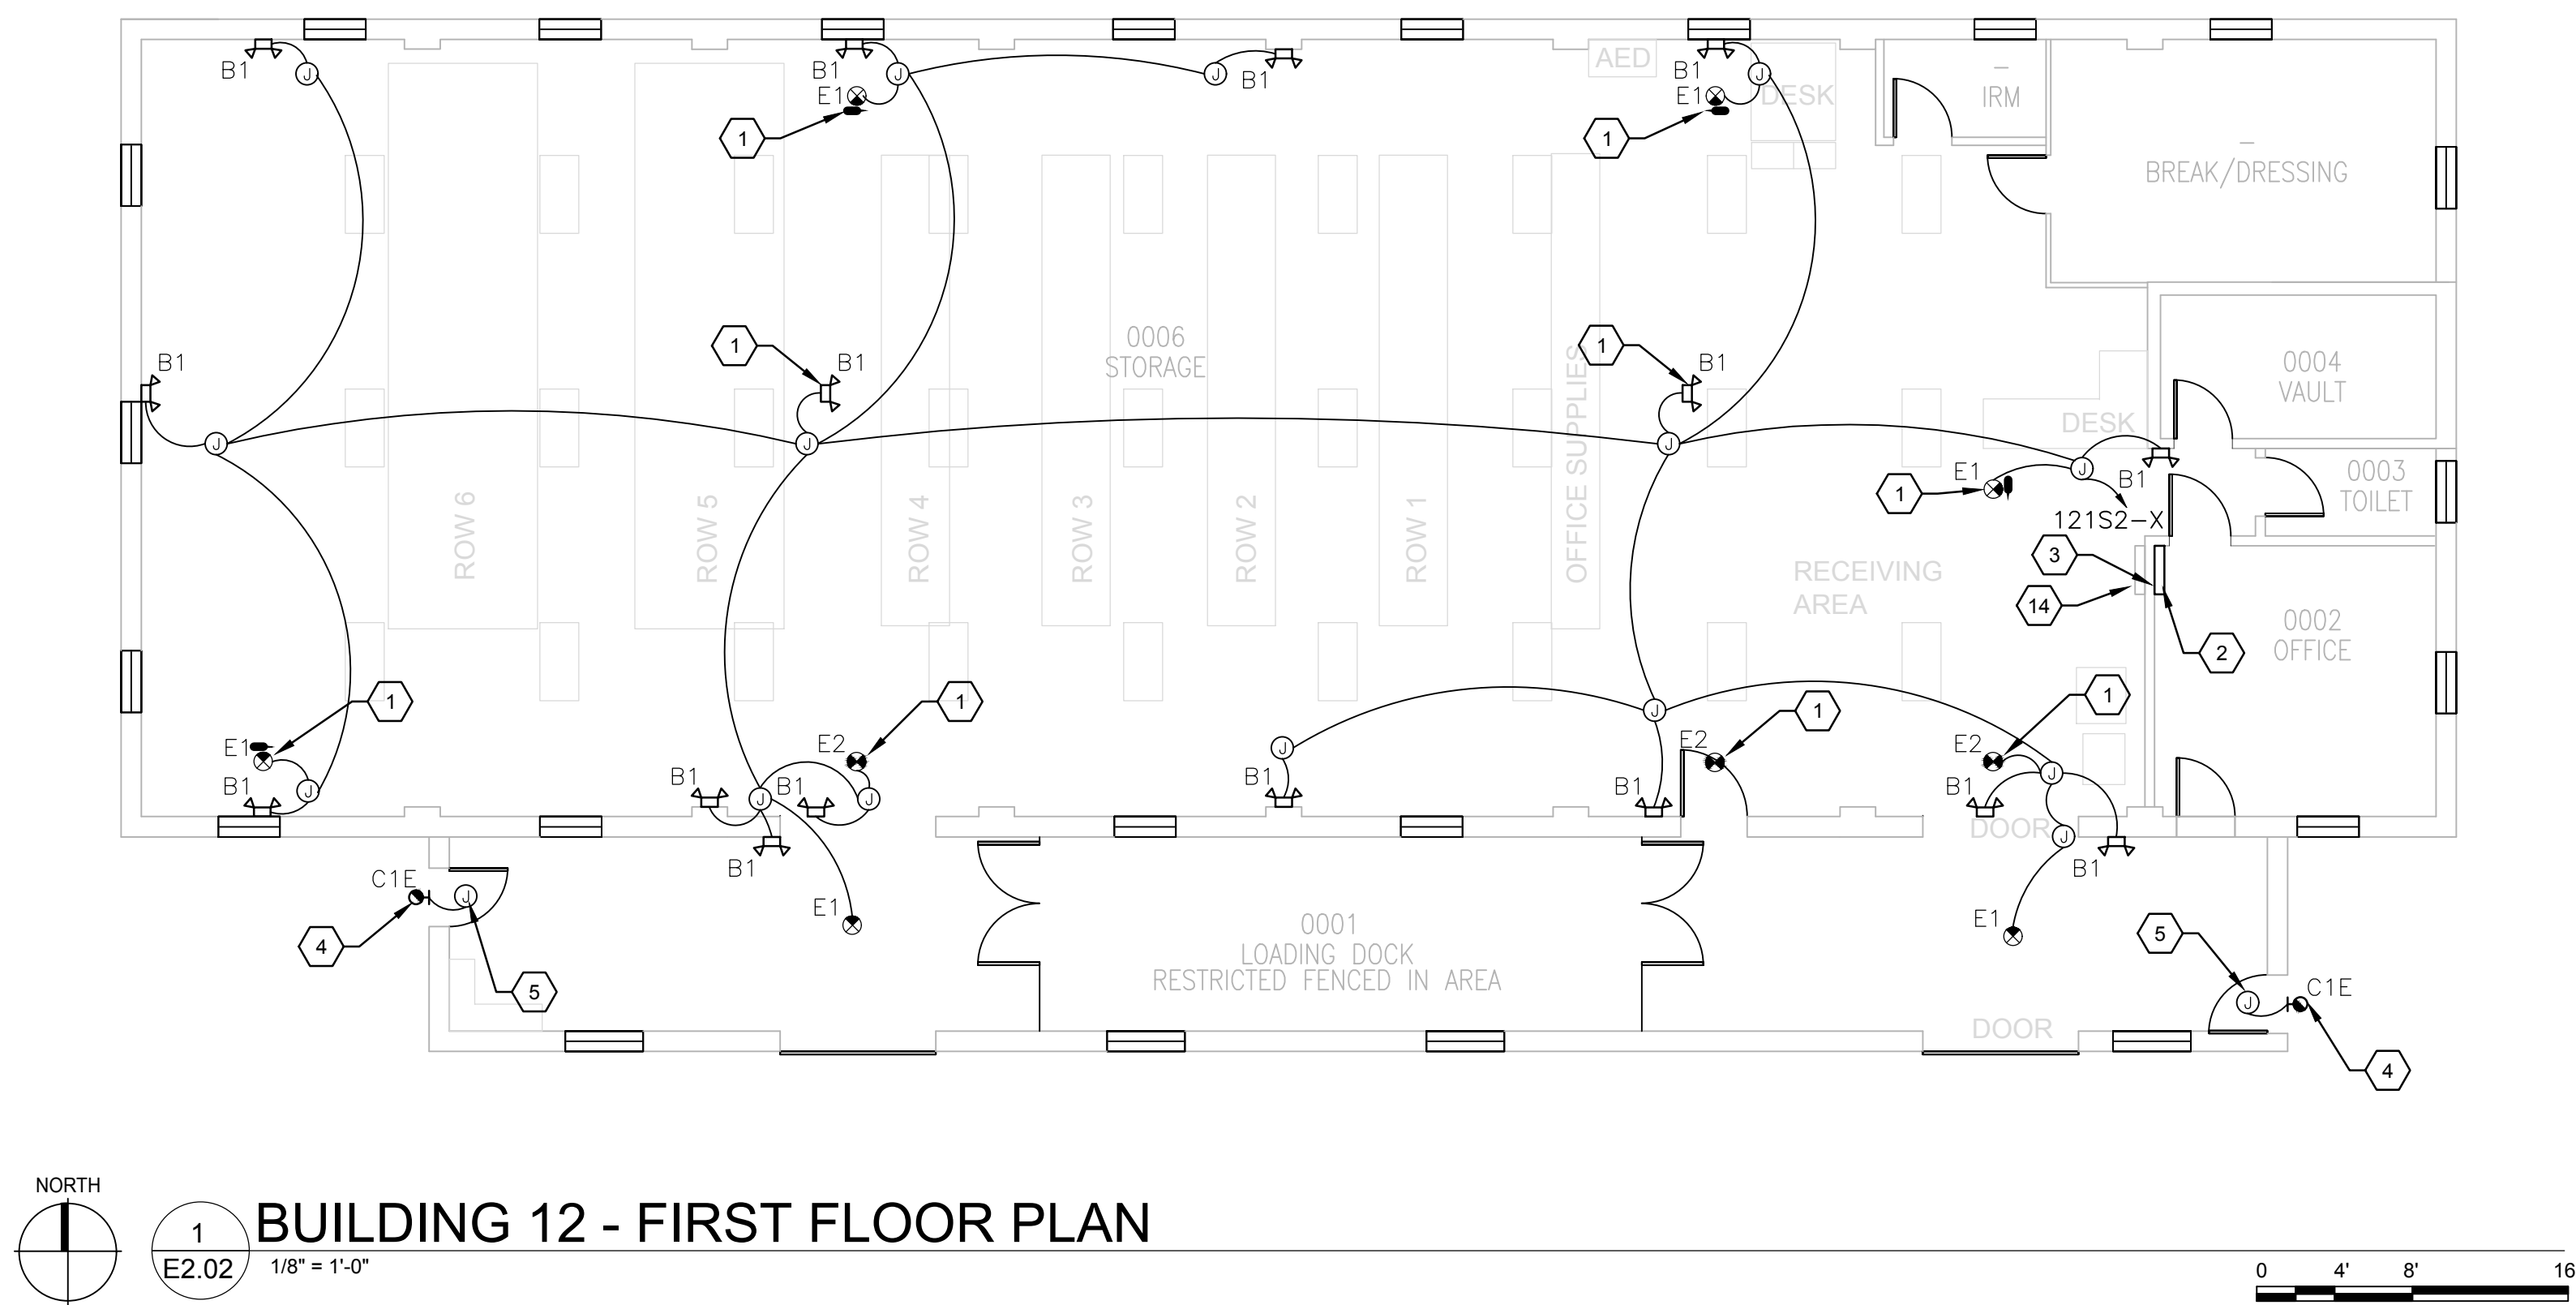 AED
B1
J
B1
J
J
B1
B1
J
E1
E1
DESK
—
IRM
1
1
—
BREAK/DRESSING
0006
STORAGE
1
B1
1
B1
B1
0004
VAULT
OFFICE SUPPLIES
DESK
J
J
J
J
E1
B1
0003
TOILET
1
121S2-X
ROW 6
ROW 5
ROW 4
ROW 3
ROW 2
ROW 1
3
RECEIVING
AREA
14
0002
OFFICE
2
1
1
1
1
J
E1
E2
J
E2
E2
B1
J
B1
J
B1
J
B1
B1
B1
J
DOOR
J
B1
B1
C1E
J
E1
E1
0001
LOADING DOCK
RESTRICTED FENCED IN AREA
4
5
5
J
C1E
DOOR
4
NORTH
1
BUILDING 12 - FIRST FLOOR PLAN
E2.02
1/8" = 1'-0"
0 4' 8' 16